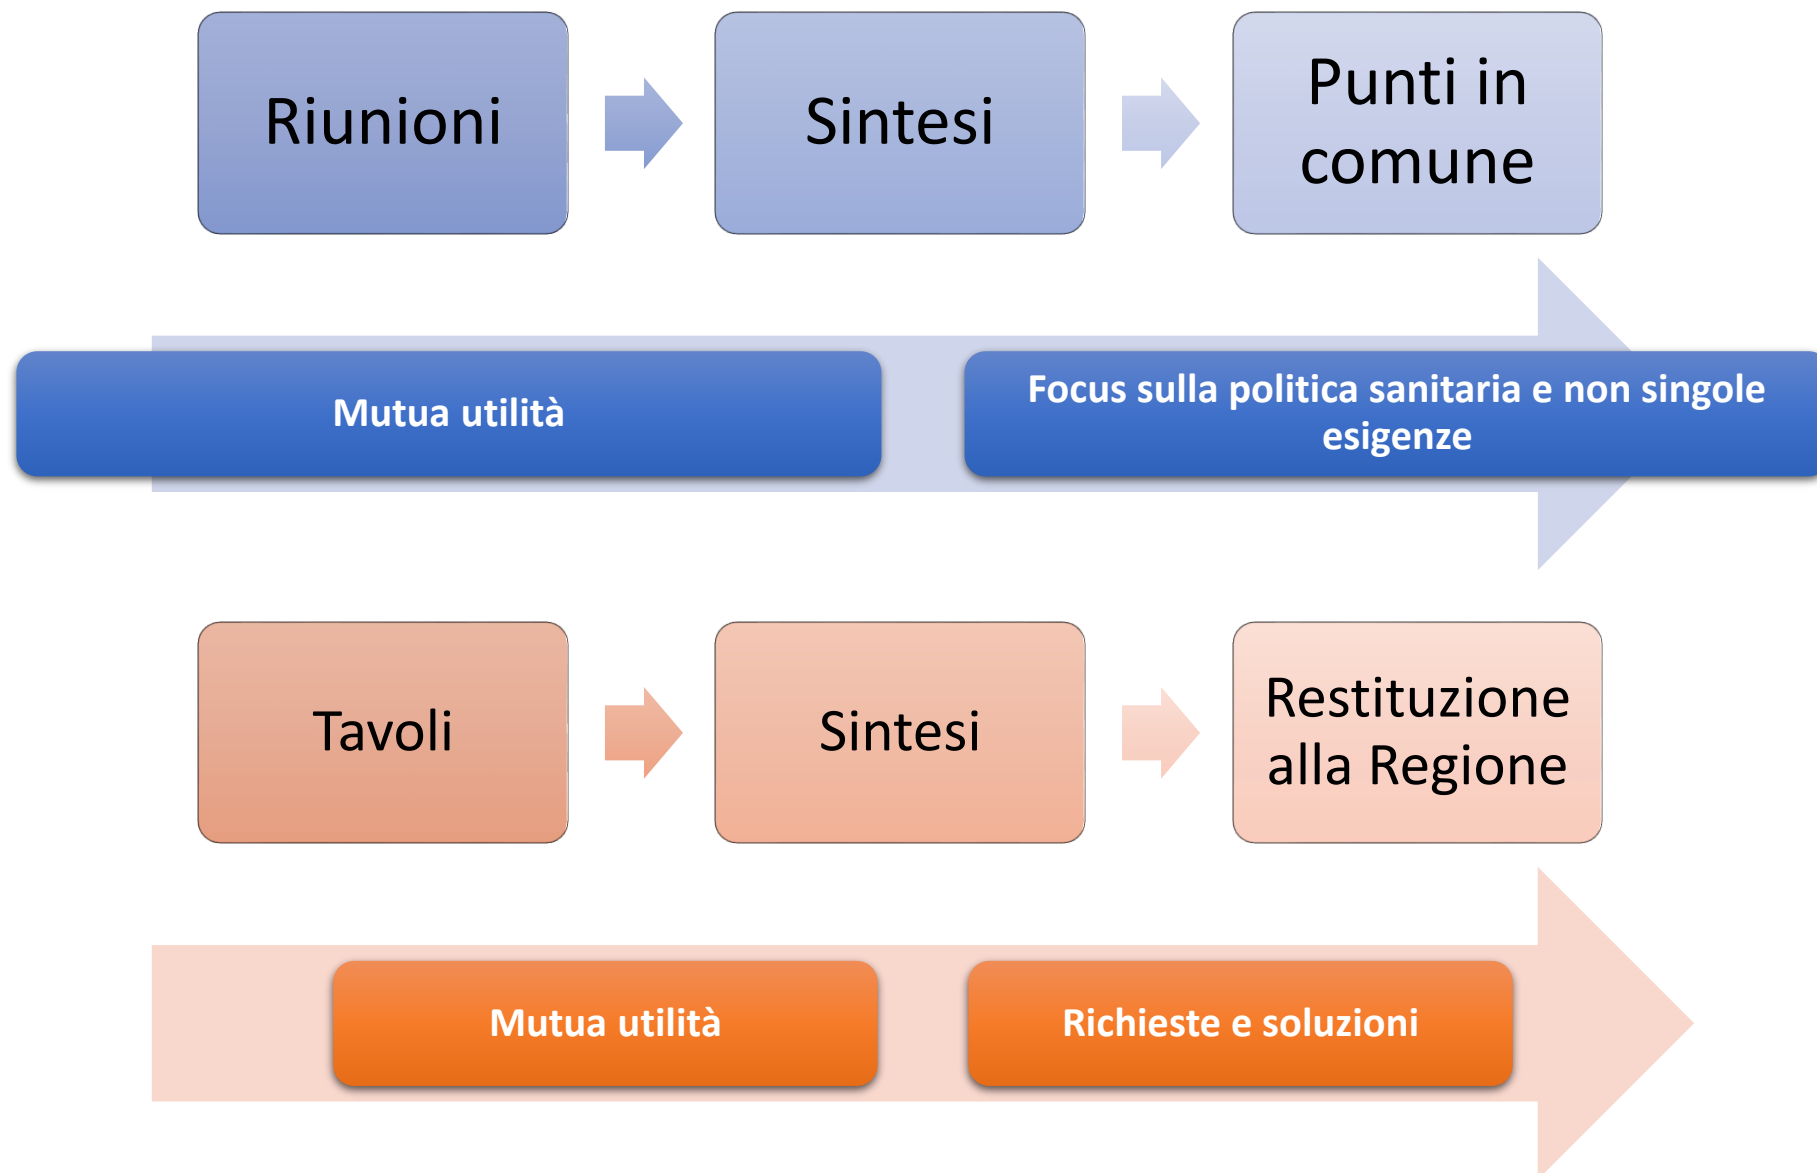 Riunioni
Sintesi
Punti in
comune
Mutua utilità
Focus sulla politica sanitaria e non singole
esigenze
Tavoli
Sintesi
Restituzione
alla Regione
Mutua utilità
Richieste e soluzioni